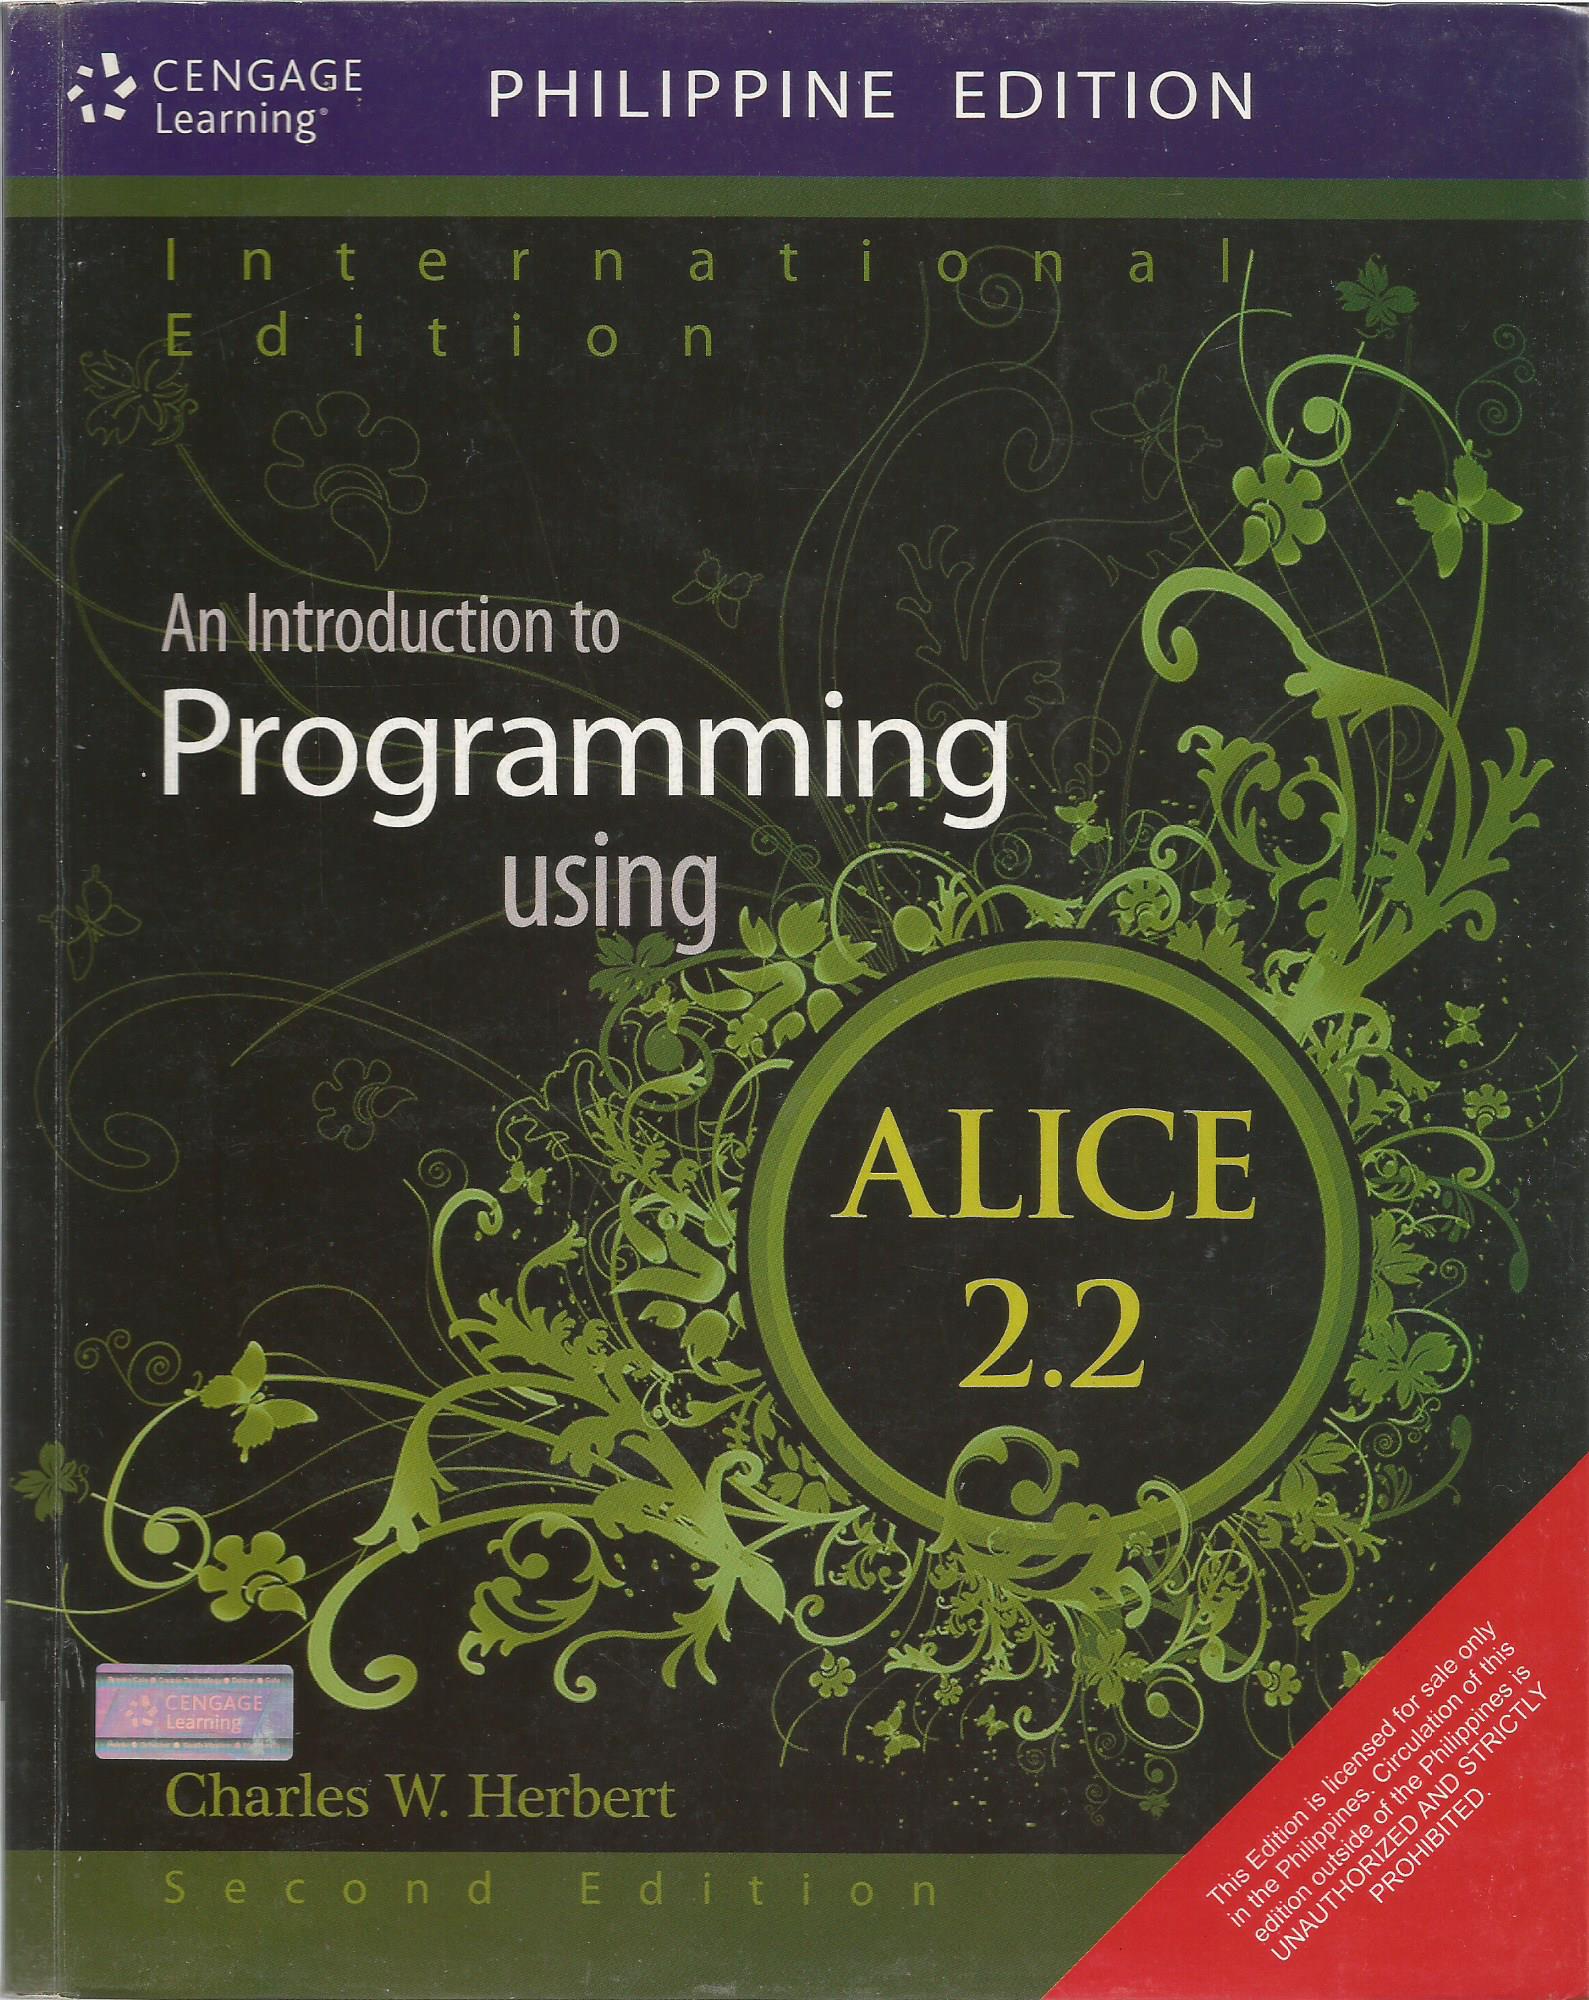 CENGAGE
Learning®
PHILIPPINE EDITION
International
Edition
An Introduction to
Programming
using
ALICE
2.2
CENGAGE
Learning
Charles W. Herbert
Second Edition
This Edition is licensed for sale only
in the Philippines. Circulation of this
edition outside of the Philippines is
UNAUTHORIZED AND STRICTLY
PROHIBITED.